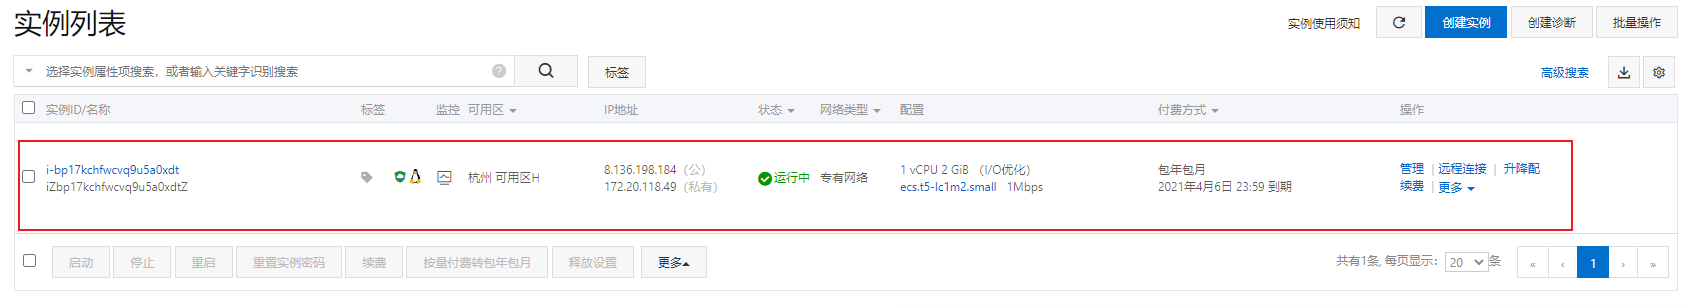 实例列表
实例使用须知 创建实例 创建诊断 批量操作
选择实例属性项搜索，或者输入关键字识别搜索 标签 高级搜索
实例ID/名称 标签 监控 可用区 IP地址 状态 网络类型 配置 付费方式 操作
i-bp17kchfwcvq9u5a0xdt 8.136.198.184（公） 1 vCPU 2 GiB （I/O优化） 包年包月 管理 | 远程连接 | 升降配
杭州 可用区H 运行中 专有网络
iZbp17kchfwcvq9u5a0xdtZ 172.20.118.49（私有） ecs.t5-lc1m2.small 1Mbps 2021年4月6日 23:59 到期 续费 | 更多
启动 停止 重启 重置实例密码 续费 按量付费转包年包月 释放设置 更多 共有1条, 每页显示: 20 条 « ‹ 1 › »